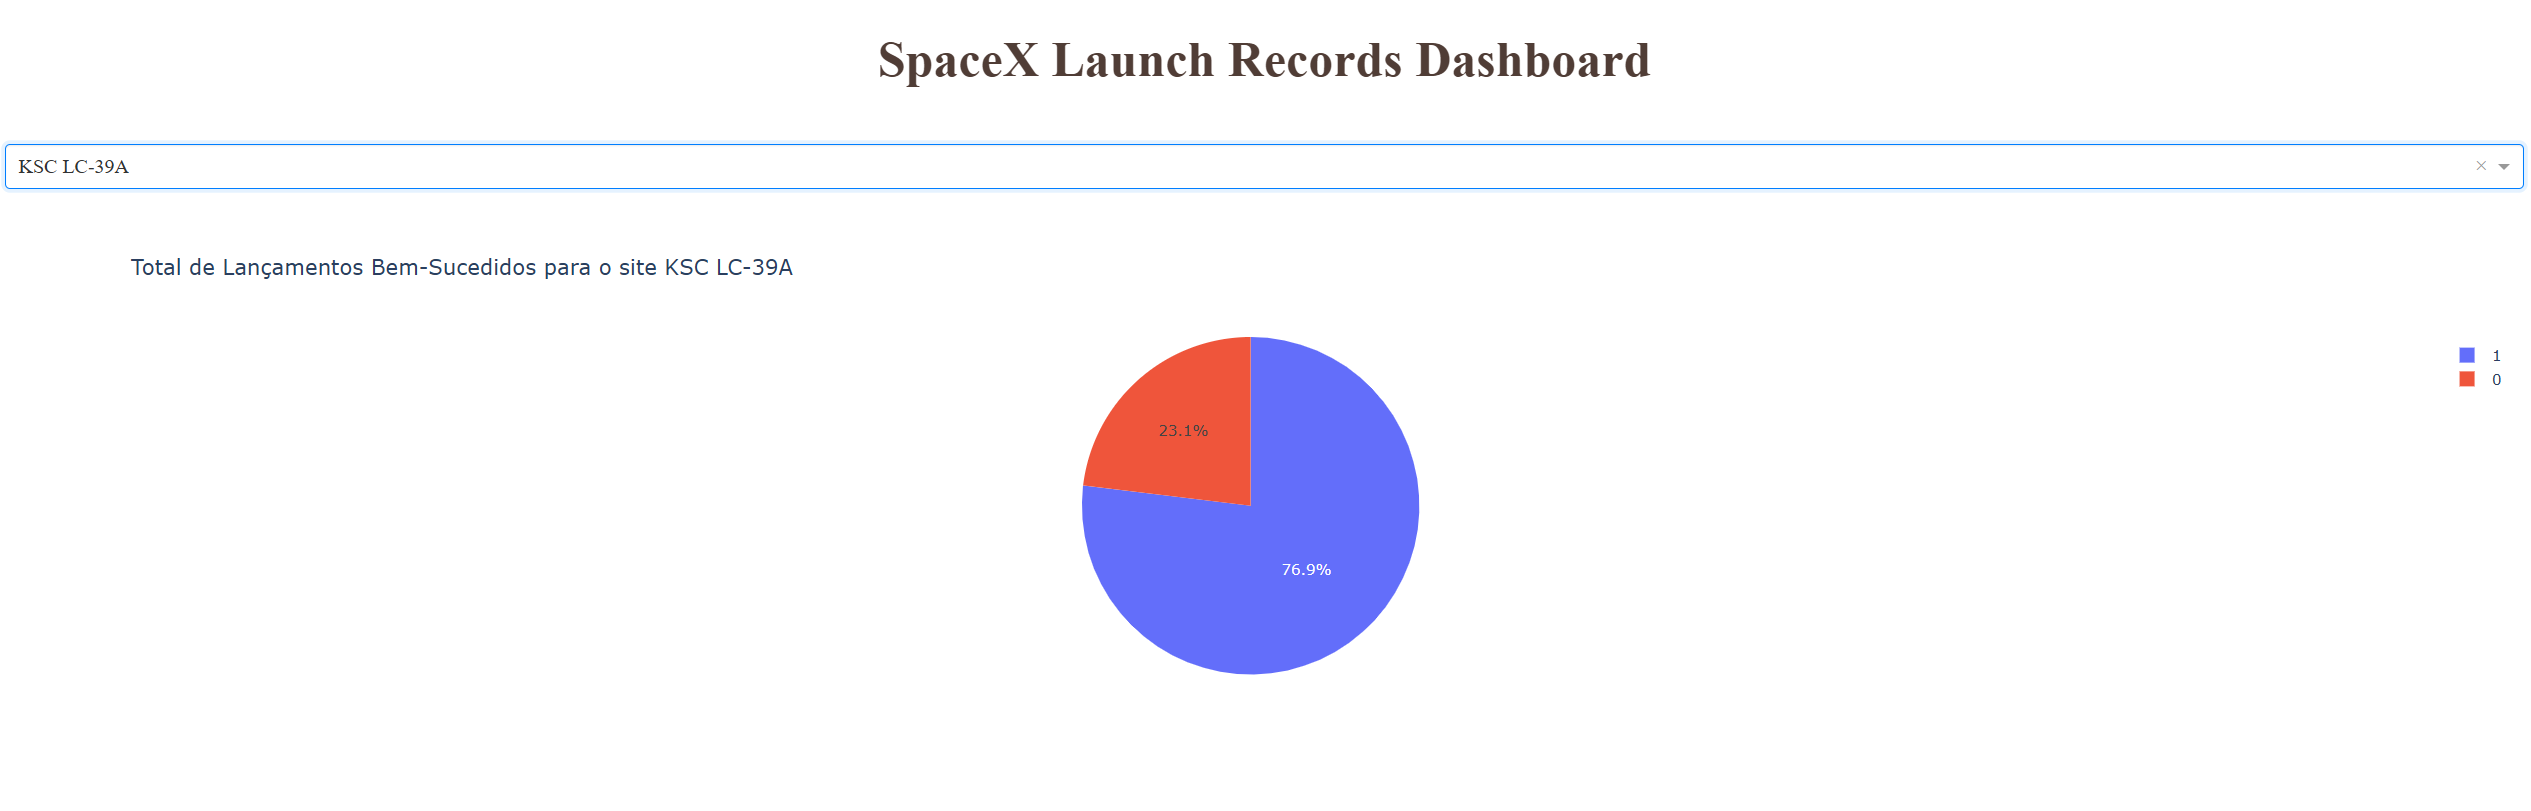 SpaceX Launch Records Dashboard
KSC LC-39A
Total de Lançamentos Bem-Sucedidos para o site KSC LC-39A
1
0
23.1%
76.9%